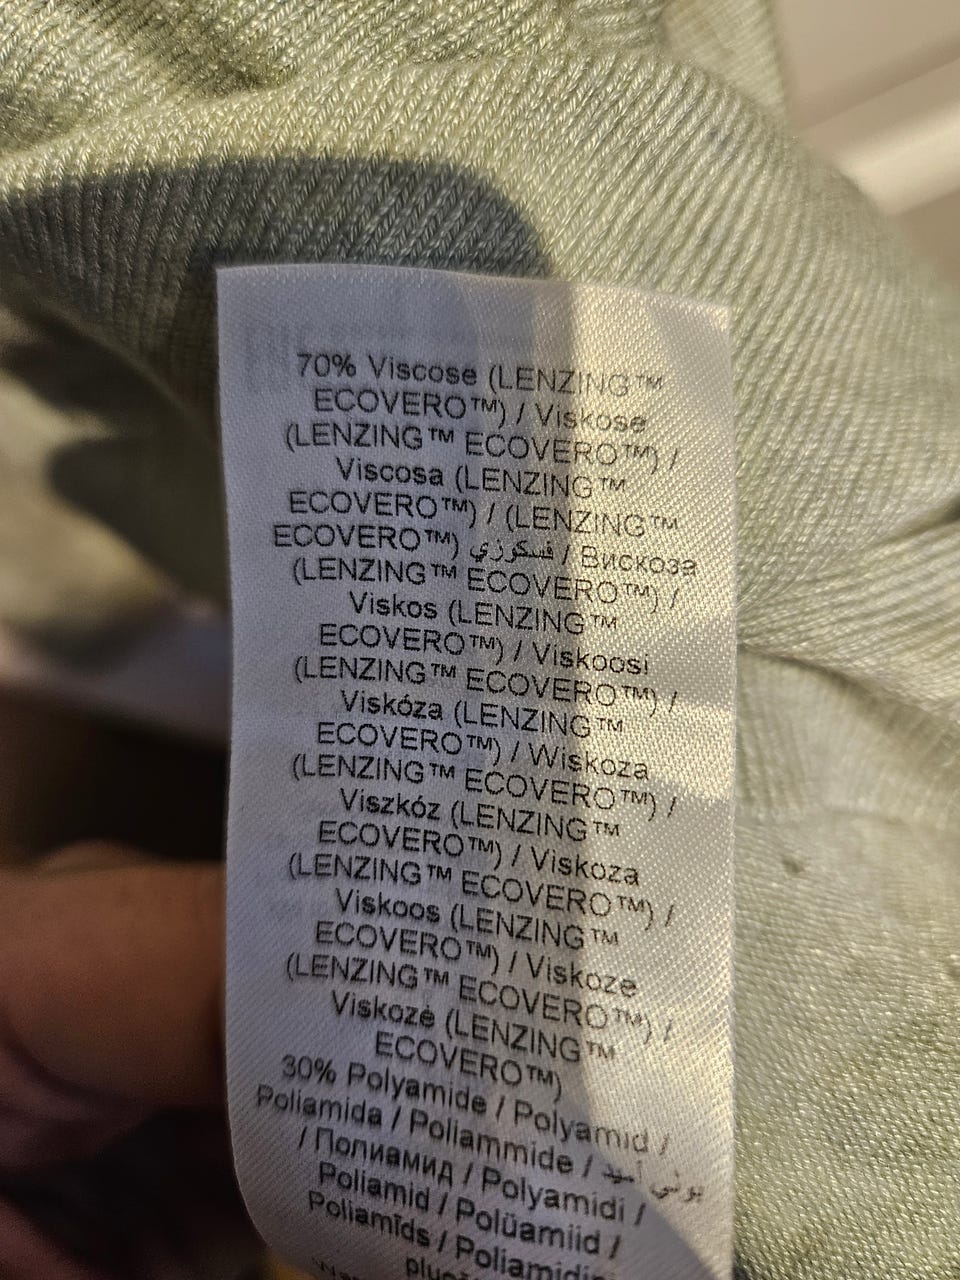 70% Viscose (LENZING™
ECOVERO™) / Viskose
(LENZING™ ECOVERO™) /
Viscosa (LENZING™
ECOVERO™) / (LENZING™
ECOVERO™) فسكوزي / Вискоза
(LENZING™ ECOVERO™) /
Viskos (LENZING™
ECOVERO™) / Viskoosi
(LENZING™ ECOVERO™) /
Viskóza (LENZING™
ECOVERO™) / Wiskoza
(LENZING™ ECOVERO™) /
Viszkóz (LENZING™
ECOVERO™) / Viskoza
(LENZING™ ECOVERO™) /
Viskoos (LENZING™
ECOVERO™) / Viskoze
(LENZING™ ECOVERO™) /
Viskozė (LENZING™
ECOVERO™)
30% Polyamide / Polyamid /
Poliamida / Poliammide / بولي أميد
/ Полиамид / Polyamidi /
Poliamid / Polüamiid /
Poliamīds /